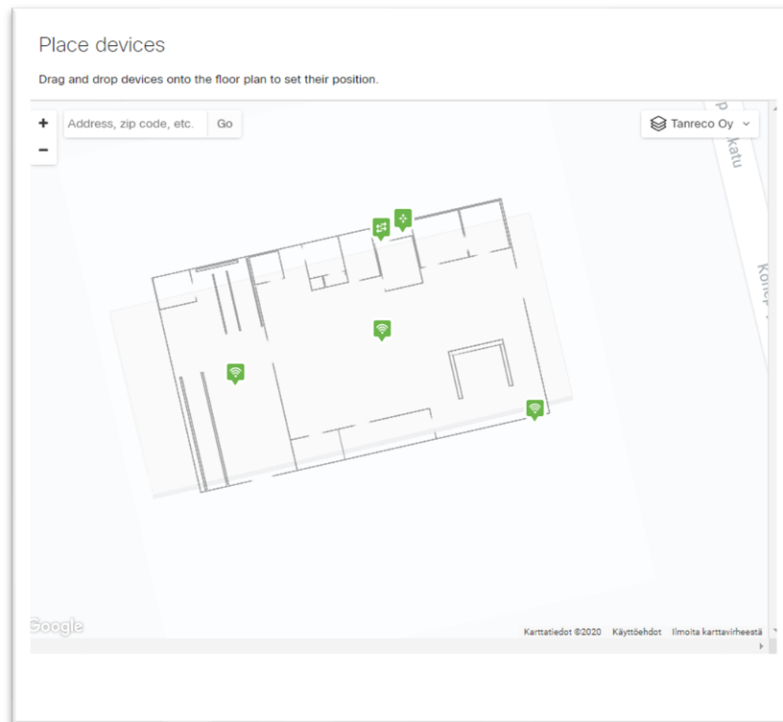 Place devices
Drag and drop devices onto the floor plan to set their position.
+
Address, zip code, etc. Go
Tanreco Oy
−
katu
Google
Karttatiedot ©2020 Käyttöehdot Ilmoita karttavirheestä